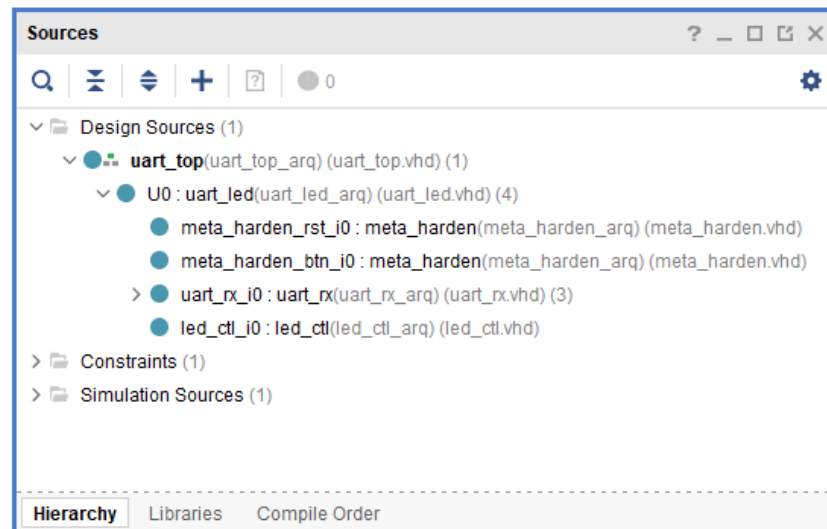 Sources
0
Design Sources (1)
uart_top(uart_top_arq) (uart_top.vhd) (1)
U0 : uart_led(uart_led_arq) (uart_led.vhd) (4)
meta_harden_rst_i0 : meta_harden(meta_harden_arq) (meta_harden.vhd)
meta_harden_btn_i0 : meta_harden(meta_harden_arq) (meta_harden.vhd)
uart_rx_i0 : uart_rx(uart_rx_arq) (uart_rx.vhd) (3)
led_ctl_i0 : led_ctl(led_ctl_arq) (led_ctl.vhd)
Constraints (1)
Simulation Sources (1)
Hierarchy Libraries Compile Order